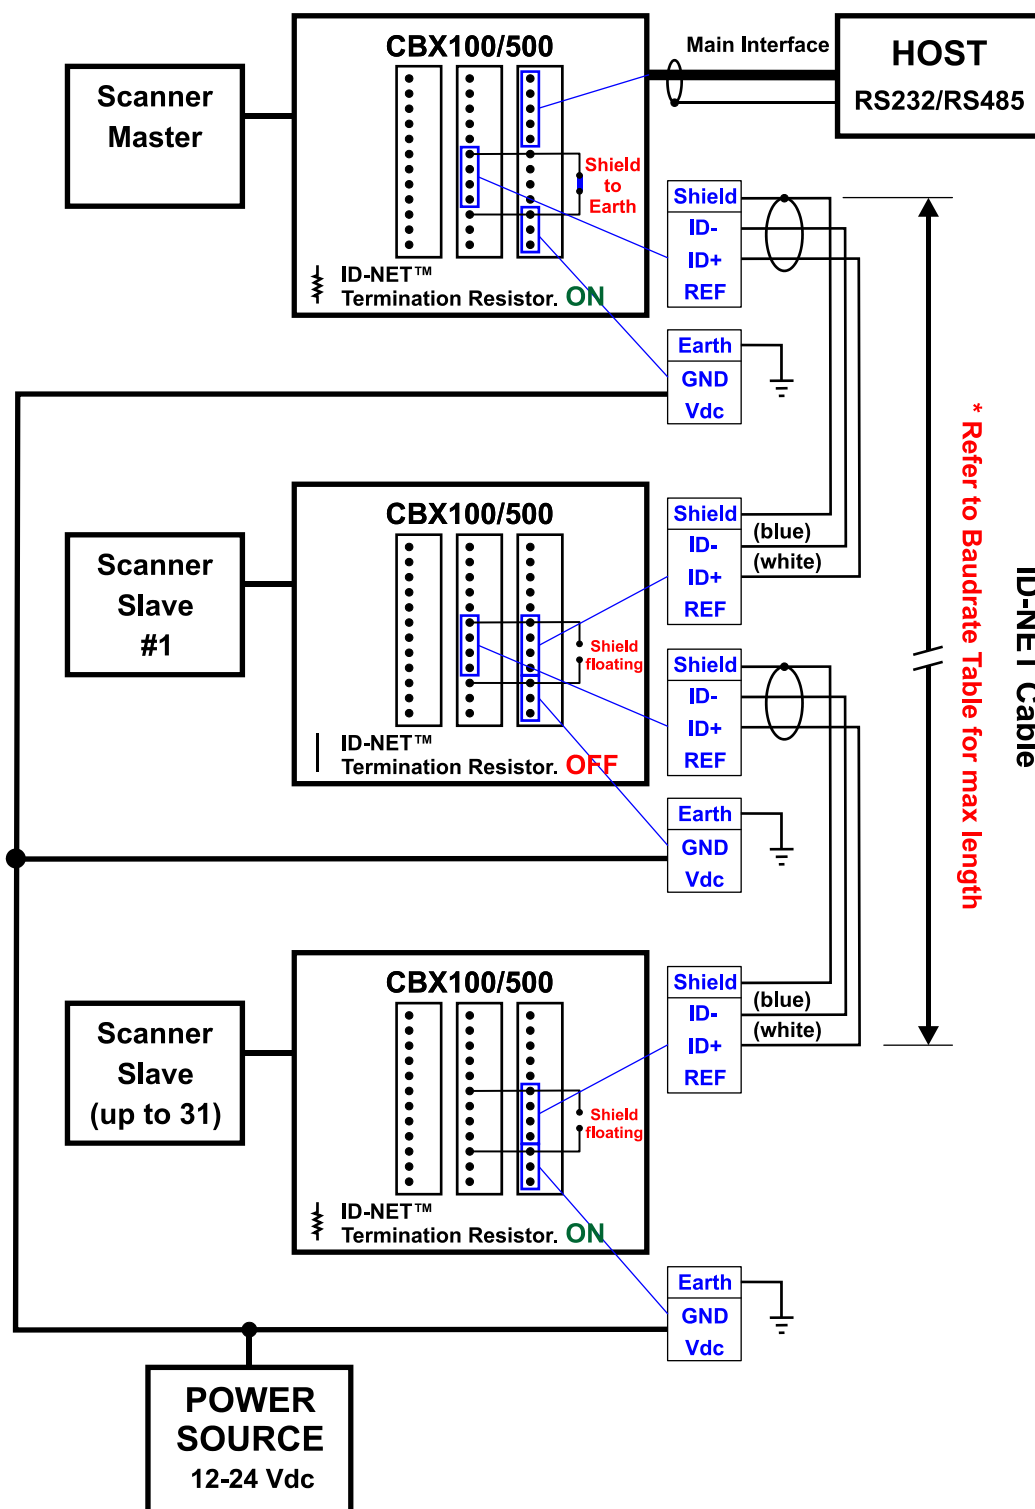 CBX100/500
Main Interface
HOST
RS232/RS485
Scanner
Master
Shield
to
Earth
ID-NET™
Termination Resistor. ON
Shield
ID-
ID+
REF
Earth
GND
Vdc
CBX100/500
Scanner
Slave
#1
Shield
floating
ID-NET™
Termination Resistor. OFF
Shield
ID-
(blue)
ID+
(white)
REF
Shield
ID-
ID+
REF
Earth
GND
Vdc
ID-NET Cable
* Refer to Baudrate Table for max length
CBX100/500
Scanner
Slave
(up to 31)
Shield
floating
ID-NET™
Termination Resistor. ON
Shield
ID-
(blue)
ID+
(white)
REF
Earth
GND
Vdc
POWER
SOURCE
12-24 Vdc